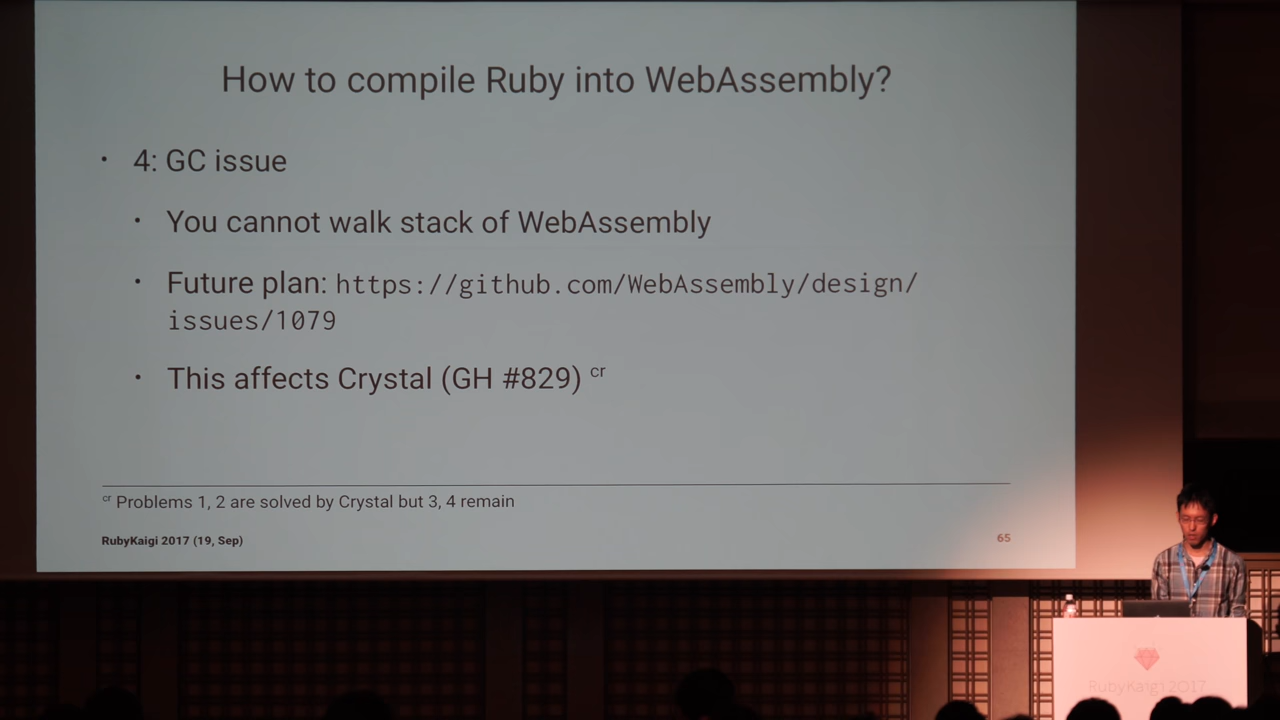 How to compile Ruby into WebAssembly?
• 4: GC issue
• You cannot walk stack of WebAssembly
• Future plan: https://github.com/WebAssembly/design/
issues/1079
• This affects Crystal (GH #829) cr
cr Problems 1, 2 are solved by Crystal but 3, 4 remain
RubyKaigi 2017 (19, Sep)
65
RubyKaigi 2017